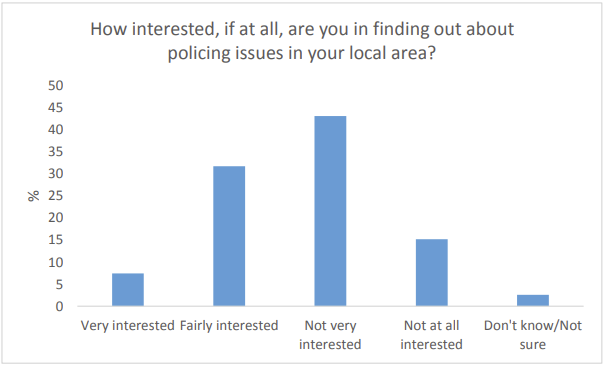 How interested, if at all, are you in finding out about
policing issues in your local area?
50
45
40
35
30
25
20
15
10
5
0
%
Very interested
Fairly interested
Not very
interested
Not at all
interested
Don't know/Not
sure